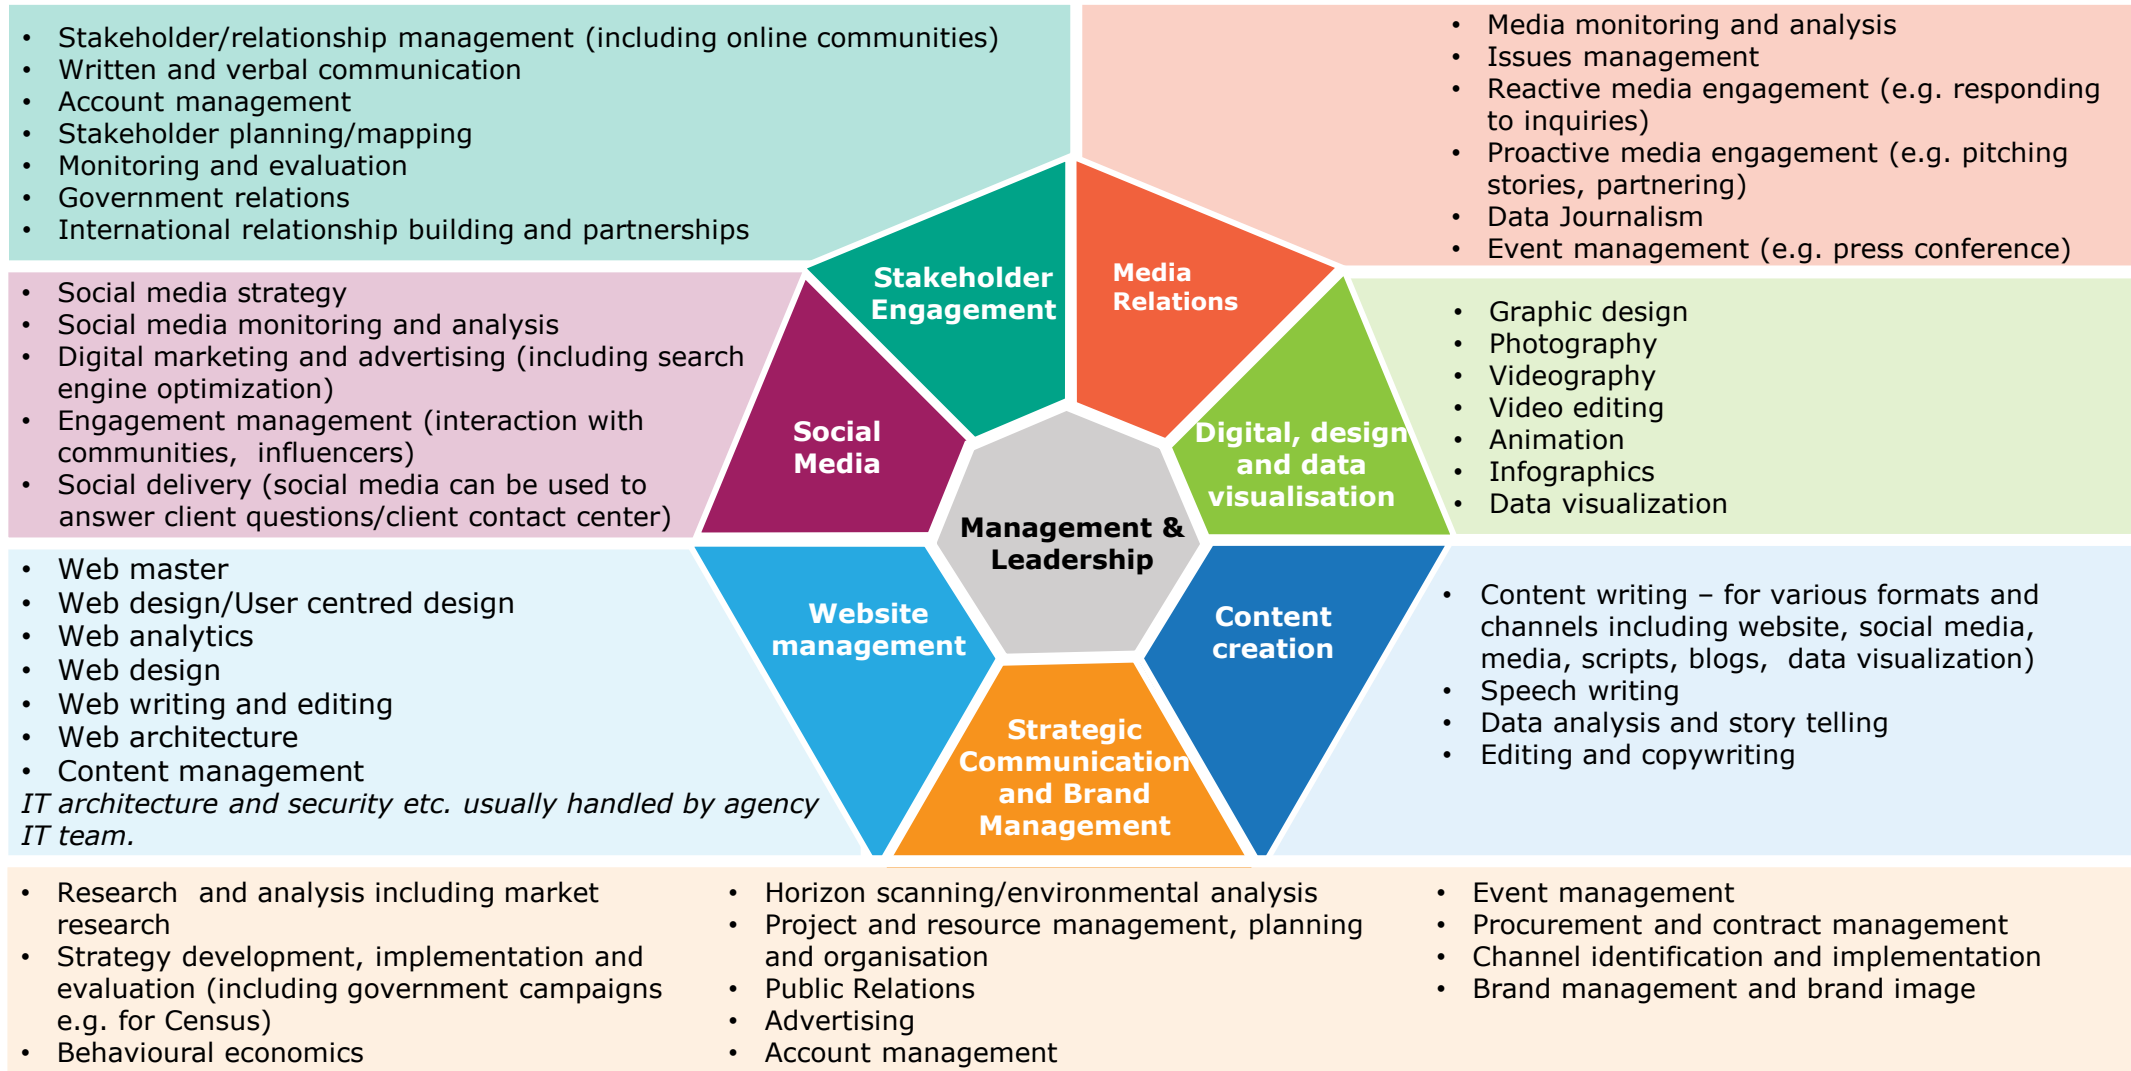 • Stakeholder/relationship management (including online communities)
• Written and verbal communication
• Account management
• Stakeholder planning/mapping
• Monitoring and evaluation
• Government relations
• International relationship building and partnerships
• Media monitoring and analysis
• Issues management
• Reactive media engagement (e.g. responding
to inquiries)
• Proactive media engagement (e.g. pitching
stories, partnering)
• Data Journalism
• Event management (e.g. press conference)
Stakeholder
Engagement
Media
Relations
• Social media strategy
• Social media monitoring and analysis
• Digital marketing and advertising (including search
engine optimization)
• Engagement management (interaction with
communities,  influencers)
• Social delivery (social media can be used to
answer client questions/client contact center)
Social
Media
Digital, design
and data
visualisation
• Graphic design
• Photography
• Videography
• Video editing
• Animation
• Infographics
• Data visualization
Management &
Leadership
• Web master
• Web design/User centred design
• Web analytics
• Web design
• Web writing and editing
• Web architecture
• Content management
IT architecture and security etc. usually handled by agency
IT team.
Website
management
Content
creation
• Content writing – for various formats and
channels including website, social media,
media, scripts, blogs,  data visualization)
• Speech writing
• Data analysis and story telling
• Editing and copywriting
Strategic
Communication
and Brand
Management
• Research  and analysis including market
research
• Strategy development, implementation and
evaluation (including government campaigns
e.g. for Census)
• Behavioural economics
• Horizon scanning/environmental analysis
• Project and resource management, planning
and organisation
• Public Relations
• Advertising
• Account management
• Event management
• Procurement and contract management
• Channel identification and implementation
• Brand management and brand image